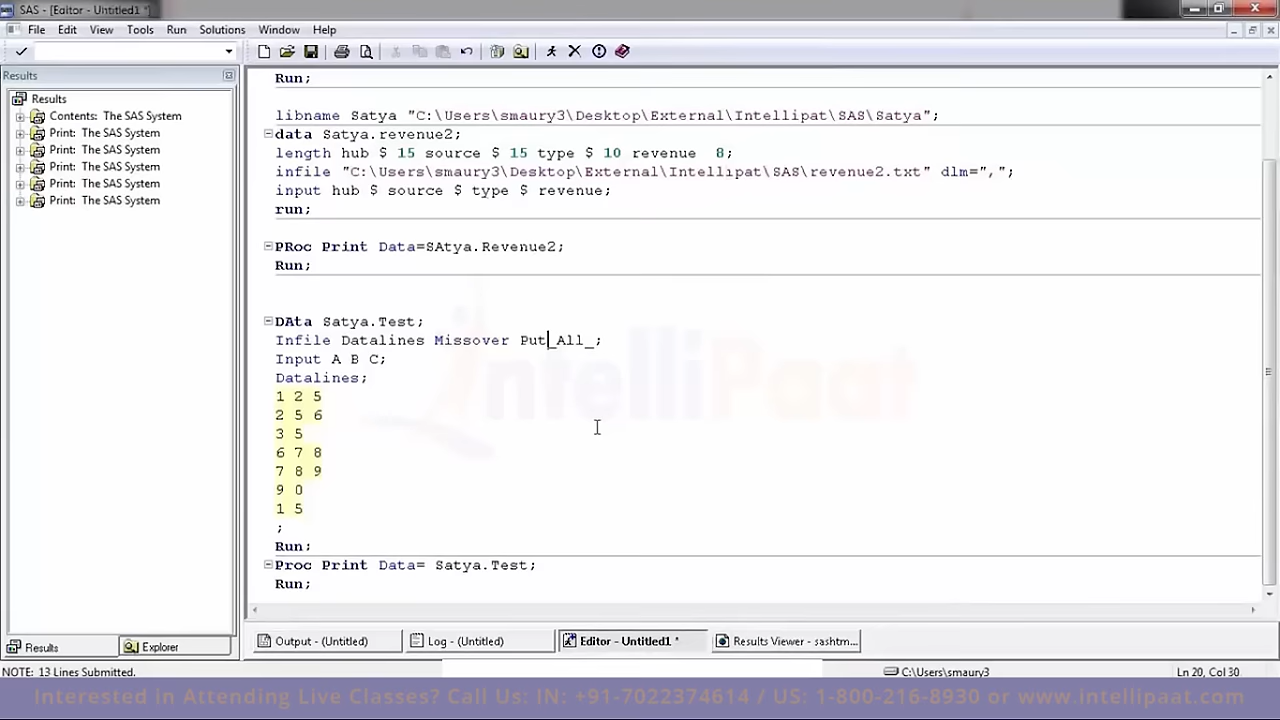 SAS - [Editor - Untitled1 *]
File Edit View Tools Run Solutions Window Help
Results
Results
Contents: The SAS System
Print: The SAS System
Print: The SAS System
Print: The SAS System
Print: The SAS System
Print: The SAS System
Run;
libname Satya "C:\Users\smaury3\Desktop\External\Intellipat\SAS\Satya";
data Satya.revenue2;
length hub $ 15 source $ 15 type $ 10 revenue 8;
infile "C:\Users\smaury3\Desktop\External\Intellipat\SAS\revenue2.txt" dlm=",";
input hub $ source $ type $ revenue;
run;
PRoc Print Data=SAtya.Revenue2;
Run;
DAta Satya.Test;
Infile Datalines Missover Put_All_;
Input A B C;
Datalines;
1 2 5
2 5 6
3 5
6 7 8
7 8 9
9 0
1 5
;
Run;
Proc Print Data= Satya.Test;
Run;
IntelliPaat
Results Explorer
Output - (Untitled) Log - (Untitled) Editor - Untitled1 * Results Viewer - sashtm...
NOTE: 13 Lines Submitted. C:\Users\smaury3 Ln 20, Col 30
Interested in Attending Live Classes? Call Us: IN: +91-7022374614 / US: 1-800-216-8930 or www.intellipaat.com